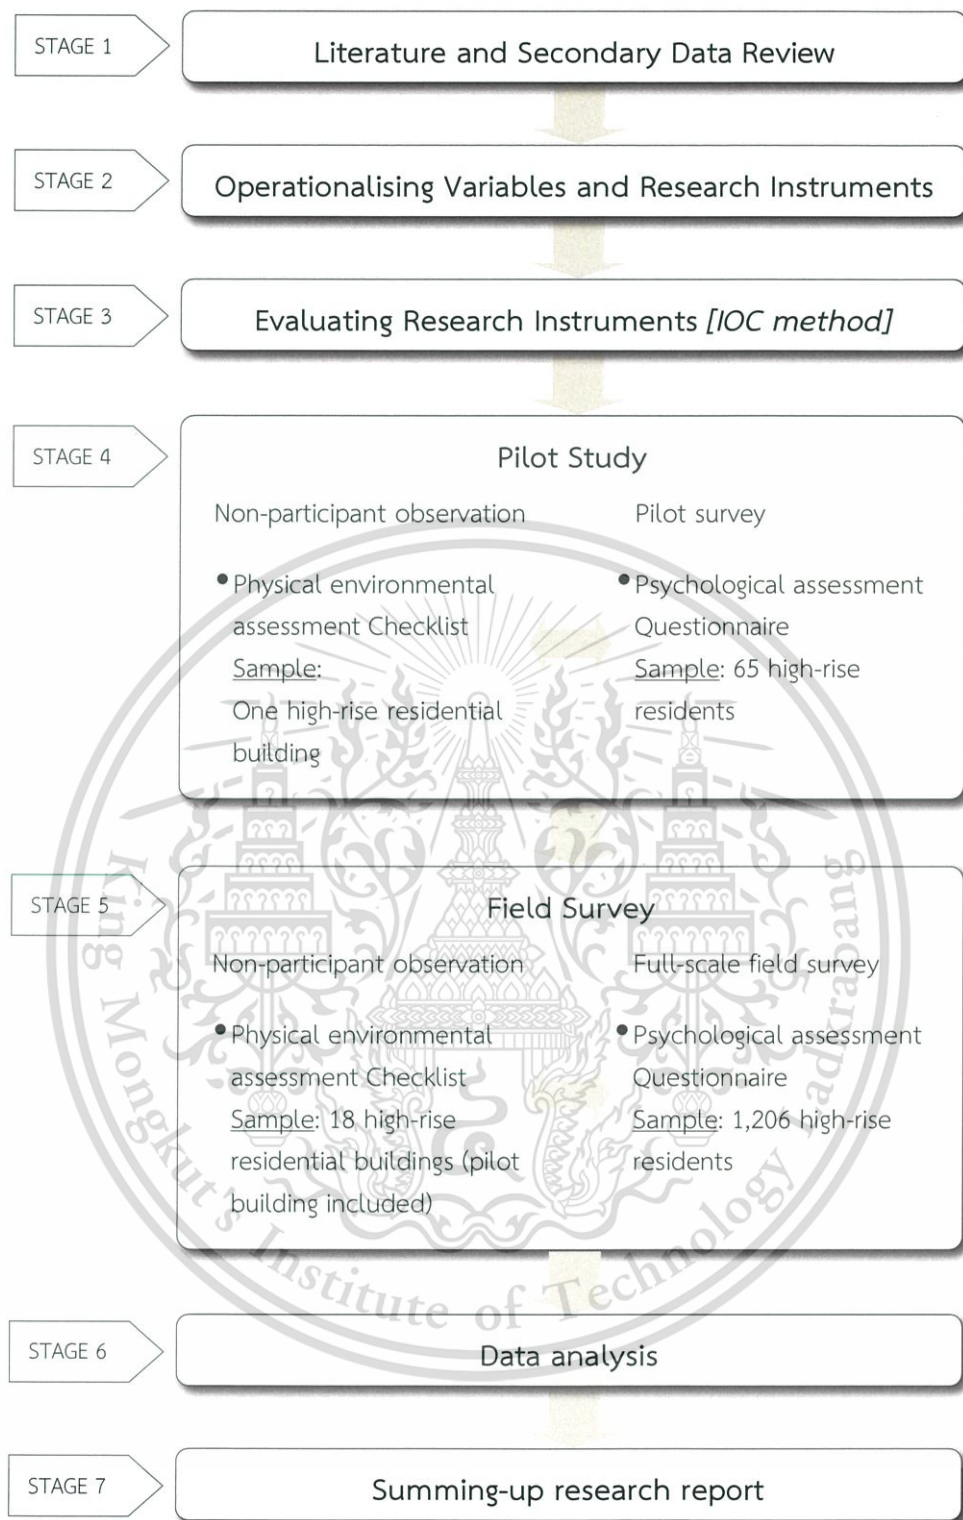 STAGE 1
Literature and Secondary Data Review
STAGE 2
Operationalising Variables and Research Instruments
STAGE 3
Evaluating Research Instruments [IOC method]
STAGE 4
Pilot Study
Non-participant observation
• Physical environmental
assessment Checklist
Sample:
One high-rise residential
building
Pilot survey
• Psychological assessment
Questionnaire
Sample: 65 high-rise
residents
STAGE 5
Field Survey
Non-participant observation
• Physical environmental
assessment Checklist
Sample: 18 high-rise
residential buildings (pilot
building included)
Full-scale field survey
• Psychological assessment
Questionnaire
Sample: 1,206 high-rise
residents
STAGE 6
Data analysis
STAGE 7
Summing-up research report
King Mongkut's Institute of Technology Ladkrabang